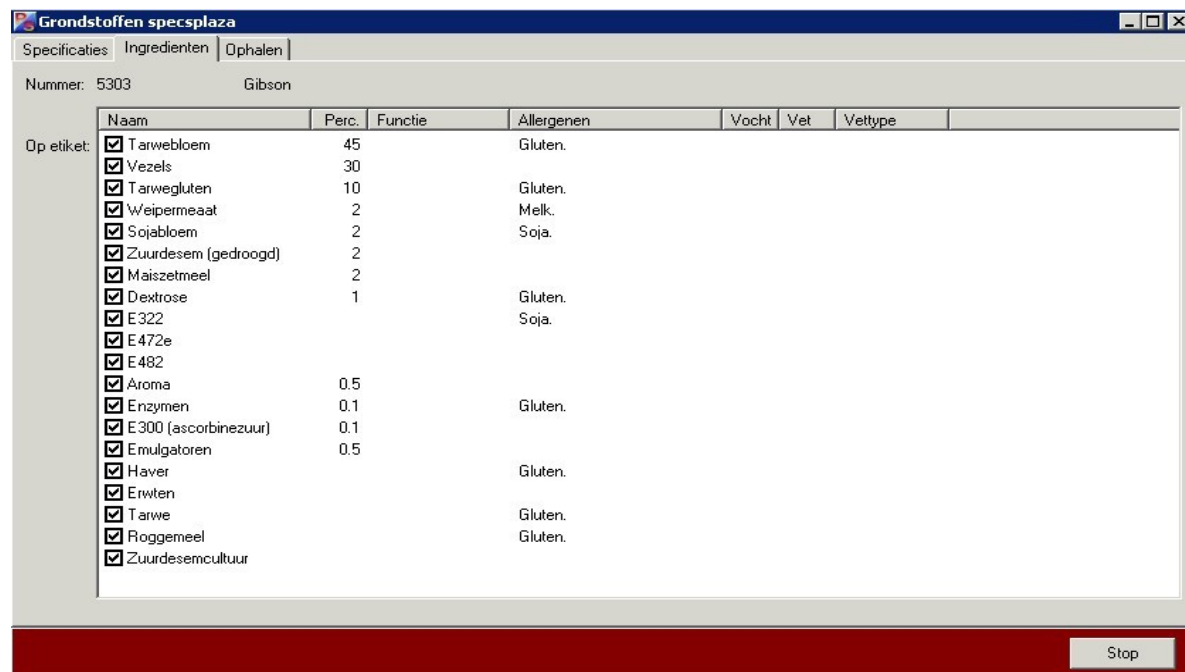 Grondstoffen specsplaza
Specificaties Ingredienten Ophalen
Nummer: 5303 Gibson
Naam Perc. Functie Allergenen Vocht Vet Vettype
Op etiket: Tarwebloem 45 Gluten.
Vezels 30
Tarwegluten 10 Gluten.
Weipermeaat 2 Melk.
Sojabloem 2 Soja.
Zuurdesem (gedroogd) 2
Maiszetmeel 2
Dextrose 1 Gluten.
E322 Soja.
E472e
E482
Aroma 0.5
Enzymen 0.1 Gluten.
E300 (ascorbinezuur) 0.1
Emulgatoren 0.5
Haver Gluten.
Erwten
Tarwe Gluten.
Roggemeel Gluten.
Zuurdesemcultuur
Stop